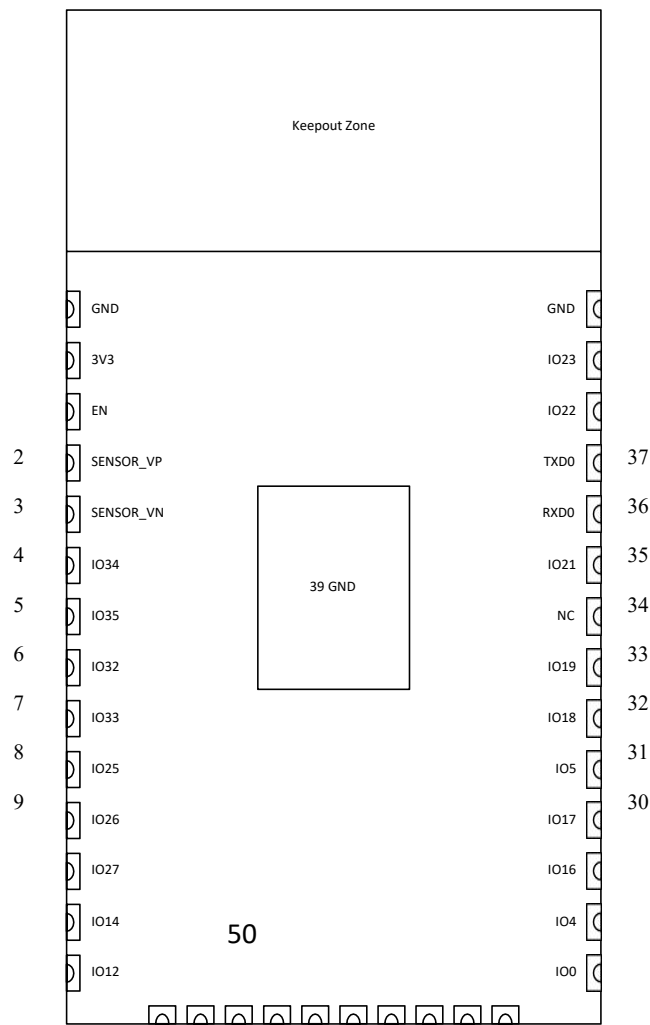 Keepout Zone
GND GND
3V3 IO23
EN IO22
2 SENSOR_VP TXD0 37
3 SENSOR_VN RXD0 36
4 IO34 IO21 35
39 GND
5 IO35 NC 34
6 IO32 IO19 33
7 IO33 IO18 32
8 IO25 IO5 31
9 IO26 IO17 30
IO27 IO16
IO14 IO4
50
IO12 IO0